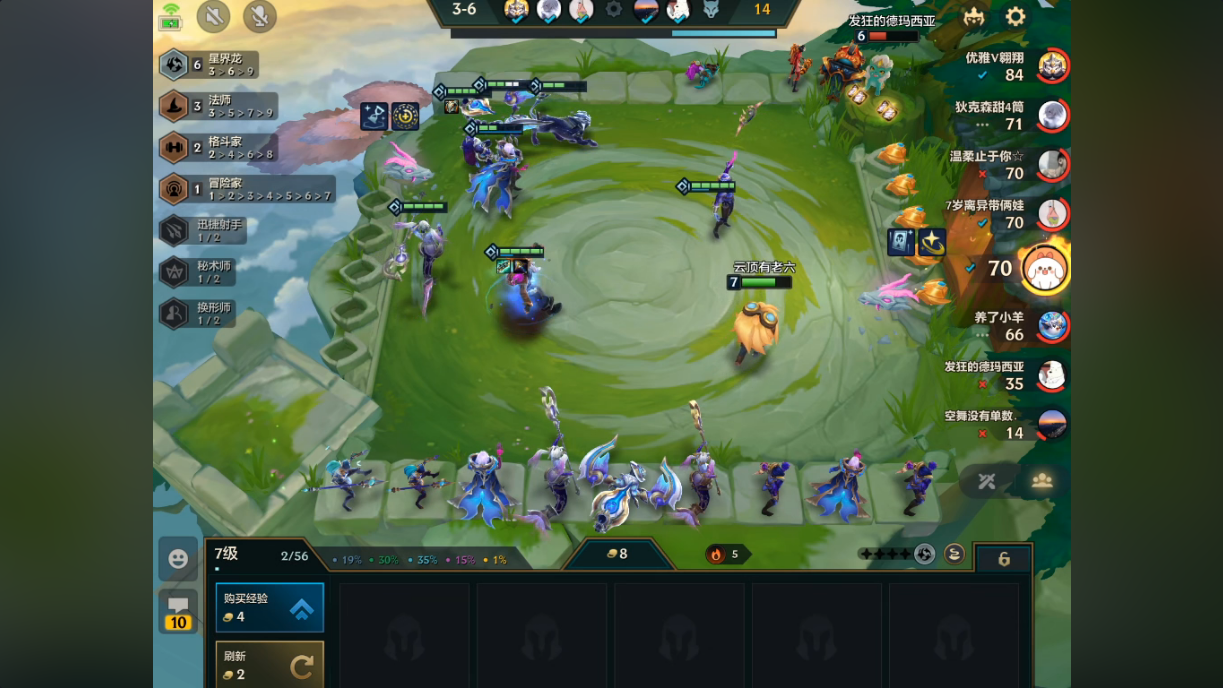 3-6
14
发狂的德玛西亚
6
6 星界龙
3 > 6 > 9
3 法师
3 > 5 > 7 > 9
2 格斗家
2 > 4 > 6 > 8
1 冒险家
1 > 2 > 3 > 4 > 5 > 6 > 7
迅捷射手
1 / 2
秘术师
1 / 2
换形师
1 / 2
优雅V翱翔
84
狄克森甜4筒
71
温柔止于你☆
70
7岁离异带俩娃
70
70
养了小羊
66
发狂的德玛西亚
35
空舞没有单数.
14
云顶有老六
7
7级
2/56
19% 30% 35% 15% 1%
8
5
购买经验
4
刷新
2
10